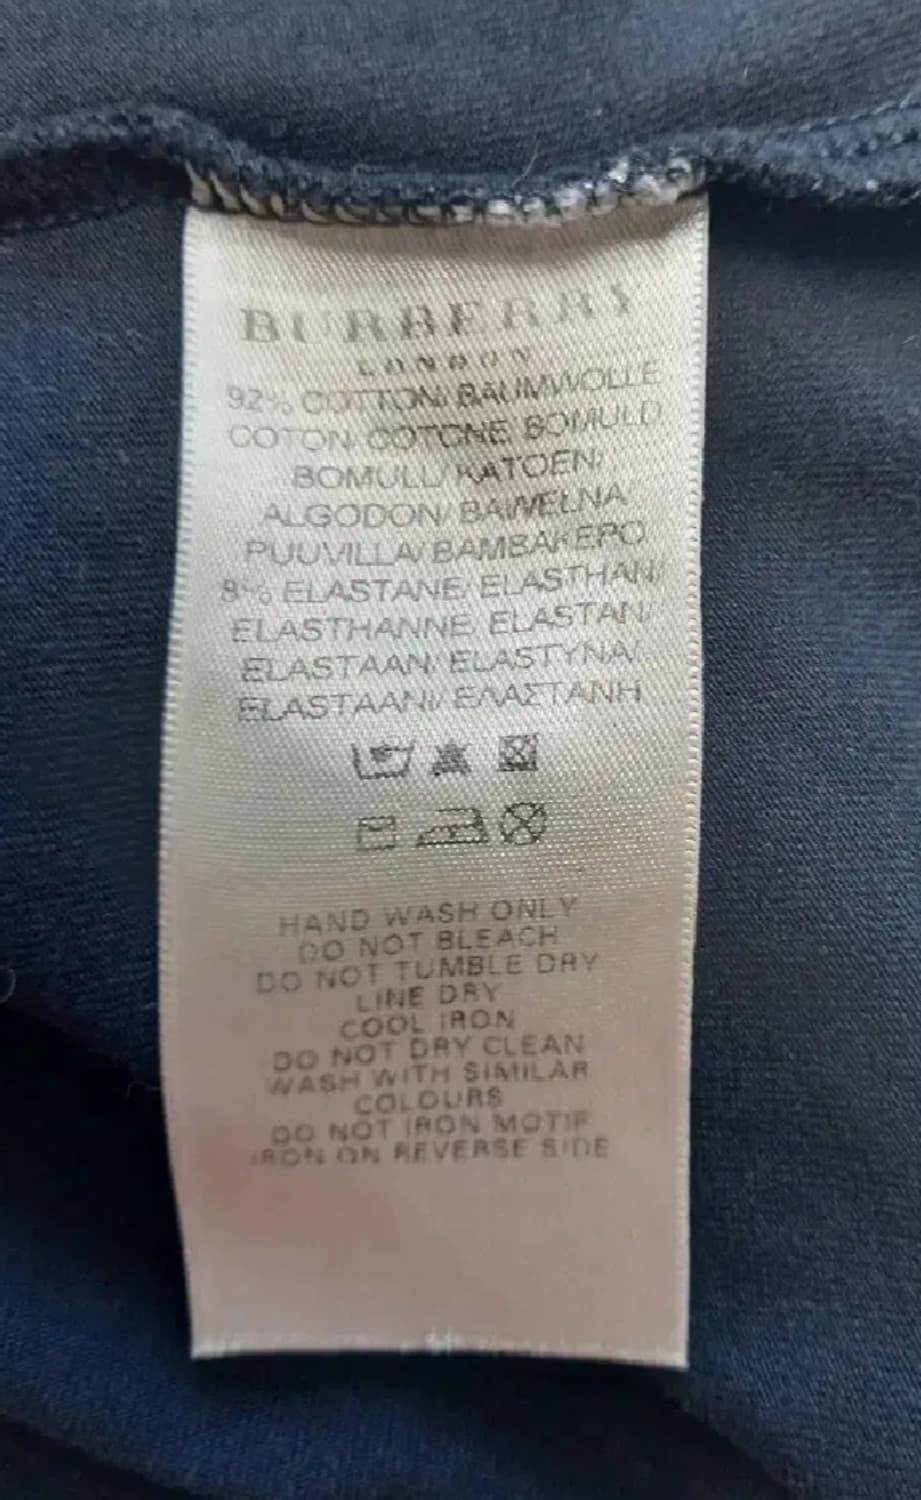 BURBERRY
LONDON
92% COTTON/ BAUMWOLLE
COTON/ COTONE/ BOMULD
BOMULL/ KATOEN/
ALGODON/ BAWEŁNA/
PUUVILLA/ ΒΑΜΒΑΚΕΡΟ
8% ELASTANE/ ELASTHAN/
ELASTHANNE/ ELASTAN/
ELASTAAN/ ELASTYNA/
ELASTAANI/ ΕΛΑΣΤΑΝΗ
HAND WASH ONLY
DO NOT BLEACH
DO NOT TUMBLE DRY
LINE DRY
COOL IRON
DO NOT DRY CLEAN
WASH WITH SIMILAR
COLOURS
DO NOT IRON MOTIF
IRON ON REVERSE SIDE